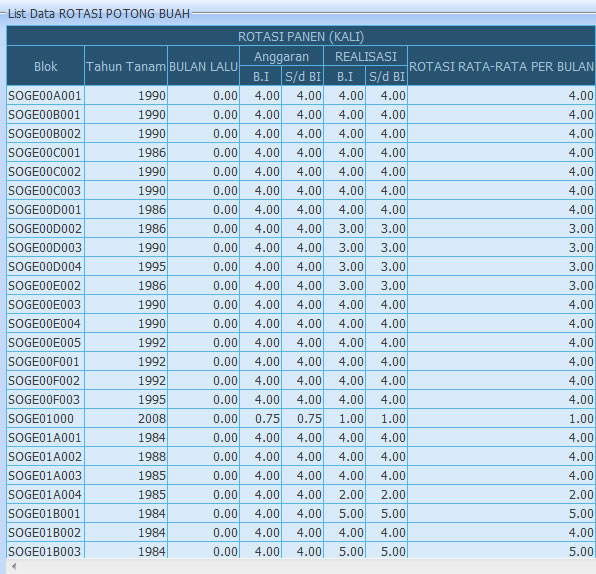 List Data ROTASI POTONG BUAH
ROTASI PANEN (KALI)
Blok Tahun Tanam BULAN LALU Anggaran REALISASI ROTASI RATA-RATA PER BULAN
B.I S/d BI B.I S/d BI
SOGE00A001 1990 0.00 4.00 4.00 4.00 4.00 4.00
SOGE00B001 1990 0.00 4.00 4.00 4.00 4.00 4.00
SOGE00B002 1990 0.00 4.00 4.00 4.00 4.00 4.00
SOGE00C001 1986 0.00 4.00 4.00 4.00 4.00 4.00
SOGE00C002 1990 0.00 4.00 4.00 4.00 4.00 4.00
SOGE00C003 1990 0.00 4.00 4.00 4.00 4.00 4.00
SOGE00D001 1986 0.00 4.00 4.00 4.00 4.00 4.00
SOGE00D002 1986 0.00 4.00 4.00 3.00 3.00 3.00
SOGE00D003 1990 0.00 4.00 4.00 3.00 3.00 3.00
SOGE00D004 1995 0.00 4.00 4.00 3.00 3.00 3.00
SOGE00E002 1986 0.00 4.00 4.00 3.00 3.00 3.00
SOGE00E003 1990 0.00 4.00 4.00 4.00 4.00 4.00
SOGE00E004 1990 0.00 4.00 4.00 4.00 4.00 4.00
SOGE00E005 1992 0.00 4.00 4.00 4.00 4.00 4.00
SOGE00F001 1992 0.00 4.00 4.00 4.00 4.00 4.00
SOGE00F002 1992 0.00 4.00 4.00 4.00 4.00 4.00
SOGE00F003 1995 0.00 4.00 4.00 4.00 4.00 4.00
SOGE01000 2008 0.00 0.75 0.75 1.00 1.00 1.00
SOGE01A001 1984 0.00 4.00 4.00 4.00 4.00 4.00
SOGE01A002 1988 0.00 4.00 4.00 4.00 4.00 4.00
SOGE01A003 1985 0.00 4.00 4.00 4.00 4.00 4.00
SOGE01A004 1985 0.00 4.00 4.00 2.00 2.00 2.00
SOGE01B001 1984 0.00 4.00 4.00 5.00 5.00 5.00
SOGE01B002 1984 0.00 4.00 4.00 4.00 4.00 4.00
SOGE01B003 1984 0.00 4.00 4.00 5.00 5.00 5.00